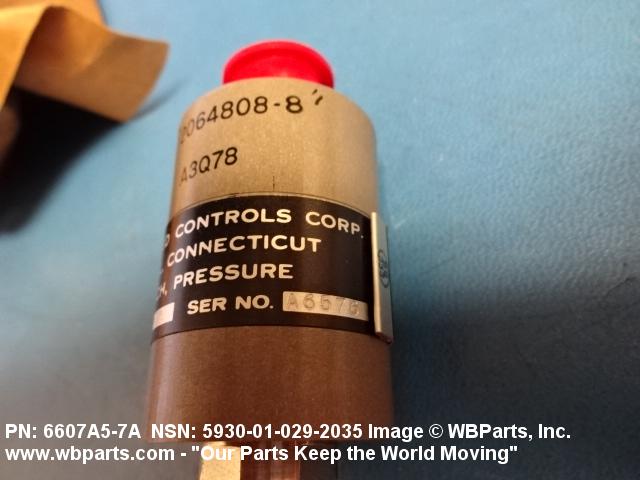 2064808-8"
A3Q78
CONTROLS CORP.
CONNECTICUT
PRESSURE
SER NO. A6576
PN: 6607A5-7A NSN: 5930-01-029-2035 Image © WBParts, Inc.
www.wbparts.com - "Our Parts Keep the World Moving"